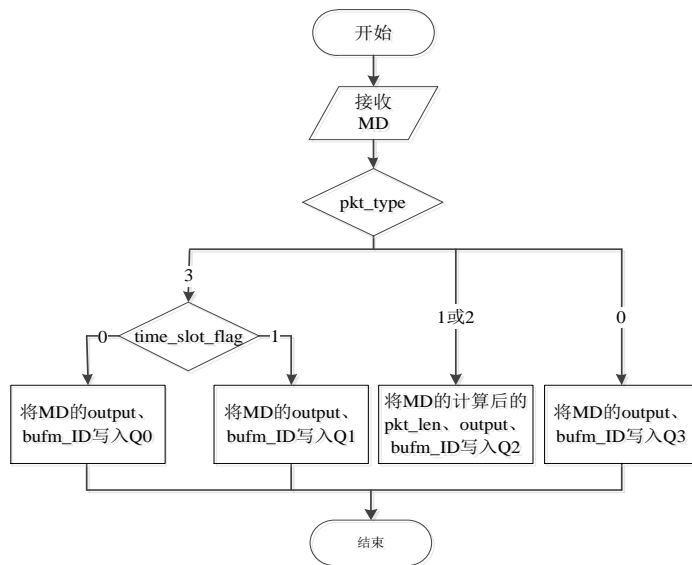 开始
接收
MD
pkt_type
3
1或2
0
0
time_slot_flag
1
将MD的output、
bufm_ID写入Q0
将MD的output、
bufm_ID写入Q1
将MD的计算后的
pkt_len、output、
bufm_ID写入Q2
将MD的output、
bufm_ID写入Q3
结束